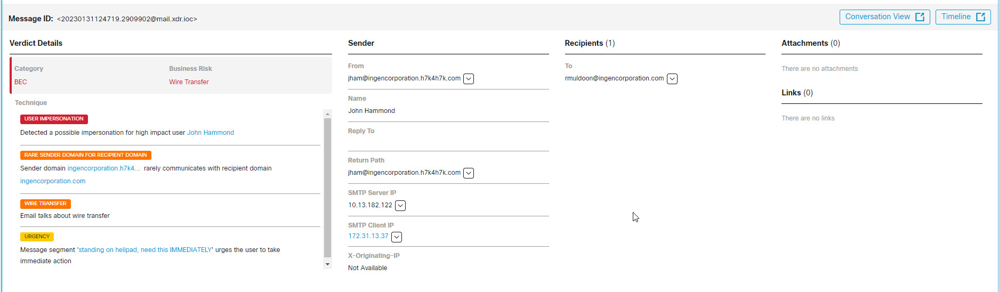 Message ID: <20230131124719.2909902@mail.xdr.ioc>
Conversation View
Timeline
Verdict Details
Category
Business Risk
BEC
Wire Transfer
Technique
USER IMPERSONATION
Detected a possible impersonation for high impact user John Hammond
RARE SENDER DOMAIN FOR RECIPIENT DOMAIN
Sender domain ingencorporation.h7k4... rarely communicates with recipient domain
ingencorporation.com
WIRE TRANSFER
Email talks about wire transfer
URGENCY
Message segment 'standing on helipad, need this IMMEDIATELY' urges the user to take
immediate action
Sender
From
jham@ingencorporation.h7k4h7k.com
Name
John Hammond
Reply To
Return Path
jham@ingencorporation.h7k4h7k.com
SMTP Server IP
10.13.182.122
SMTP Client IP
172.31.13.37
X-Originating-IP
Not Available
Recipients (1)
To
rmuldoon@ingencorporation.com
Attachments (0)
There are no attachments
Links (0)
There are no links